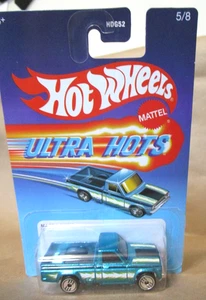 HDG52
5/8
Hot Wheels
MATTEL
ULTRA HOTS